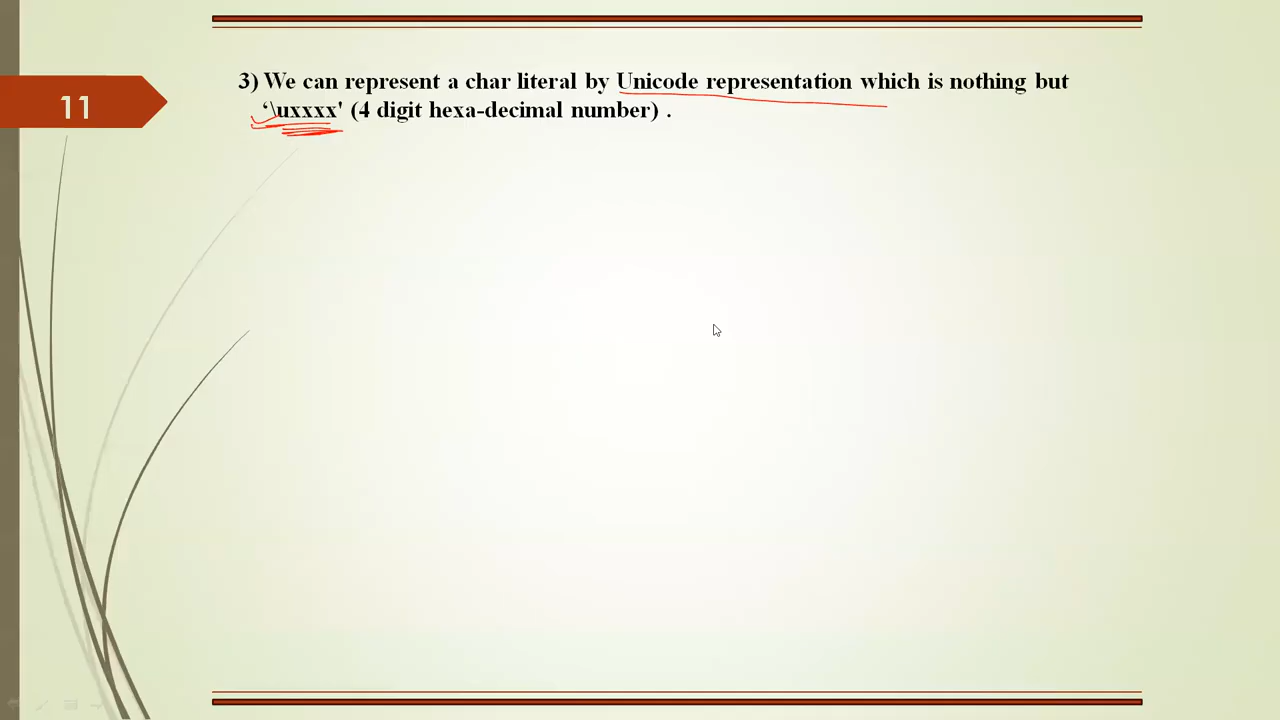 11
3) We can represent a char literal by Unicode representation which is nothing but
‘\uxxxx' (4 digit hexa-decimal number) .